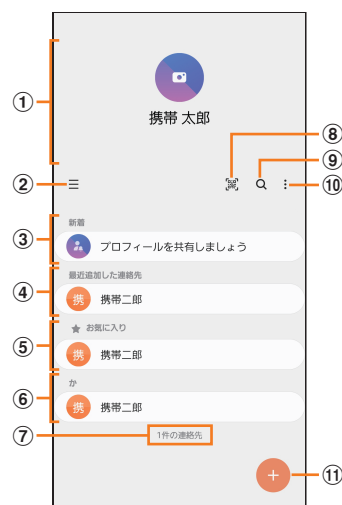 ①
携帯 太郎
⑧
⑨
②
⑩
新着
③
プロフィールを共有しましょう
最近追加した連絡先
④
携
携帯二郎
お気に入り
⑤
携
携帯二郎
か
⑥
携
携帯二郎
⑦
1件の連絡先
⑪